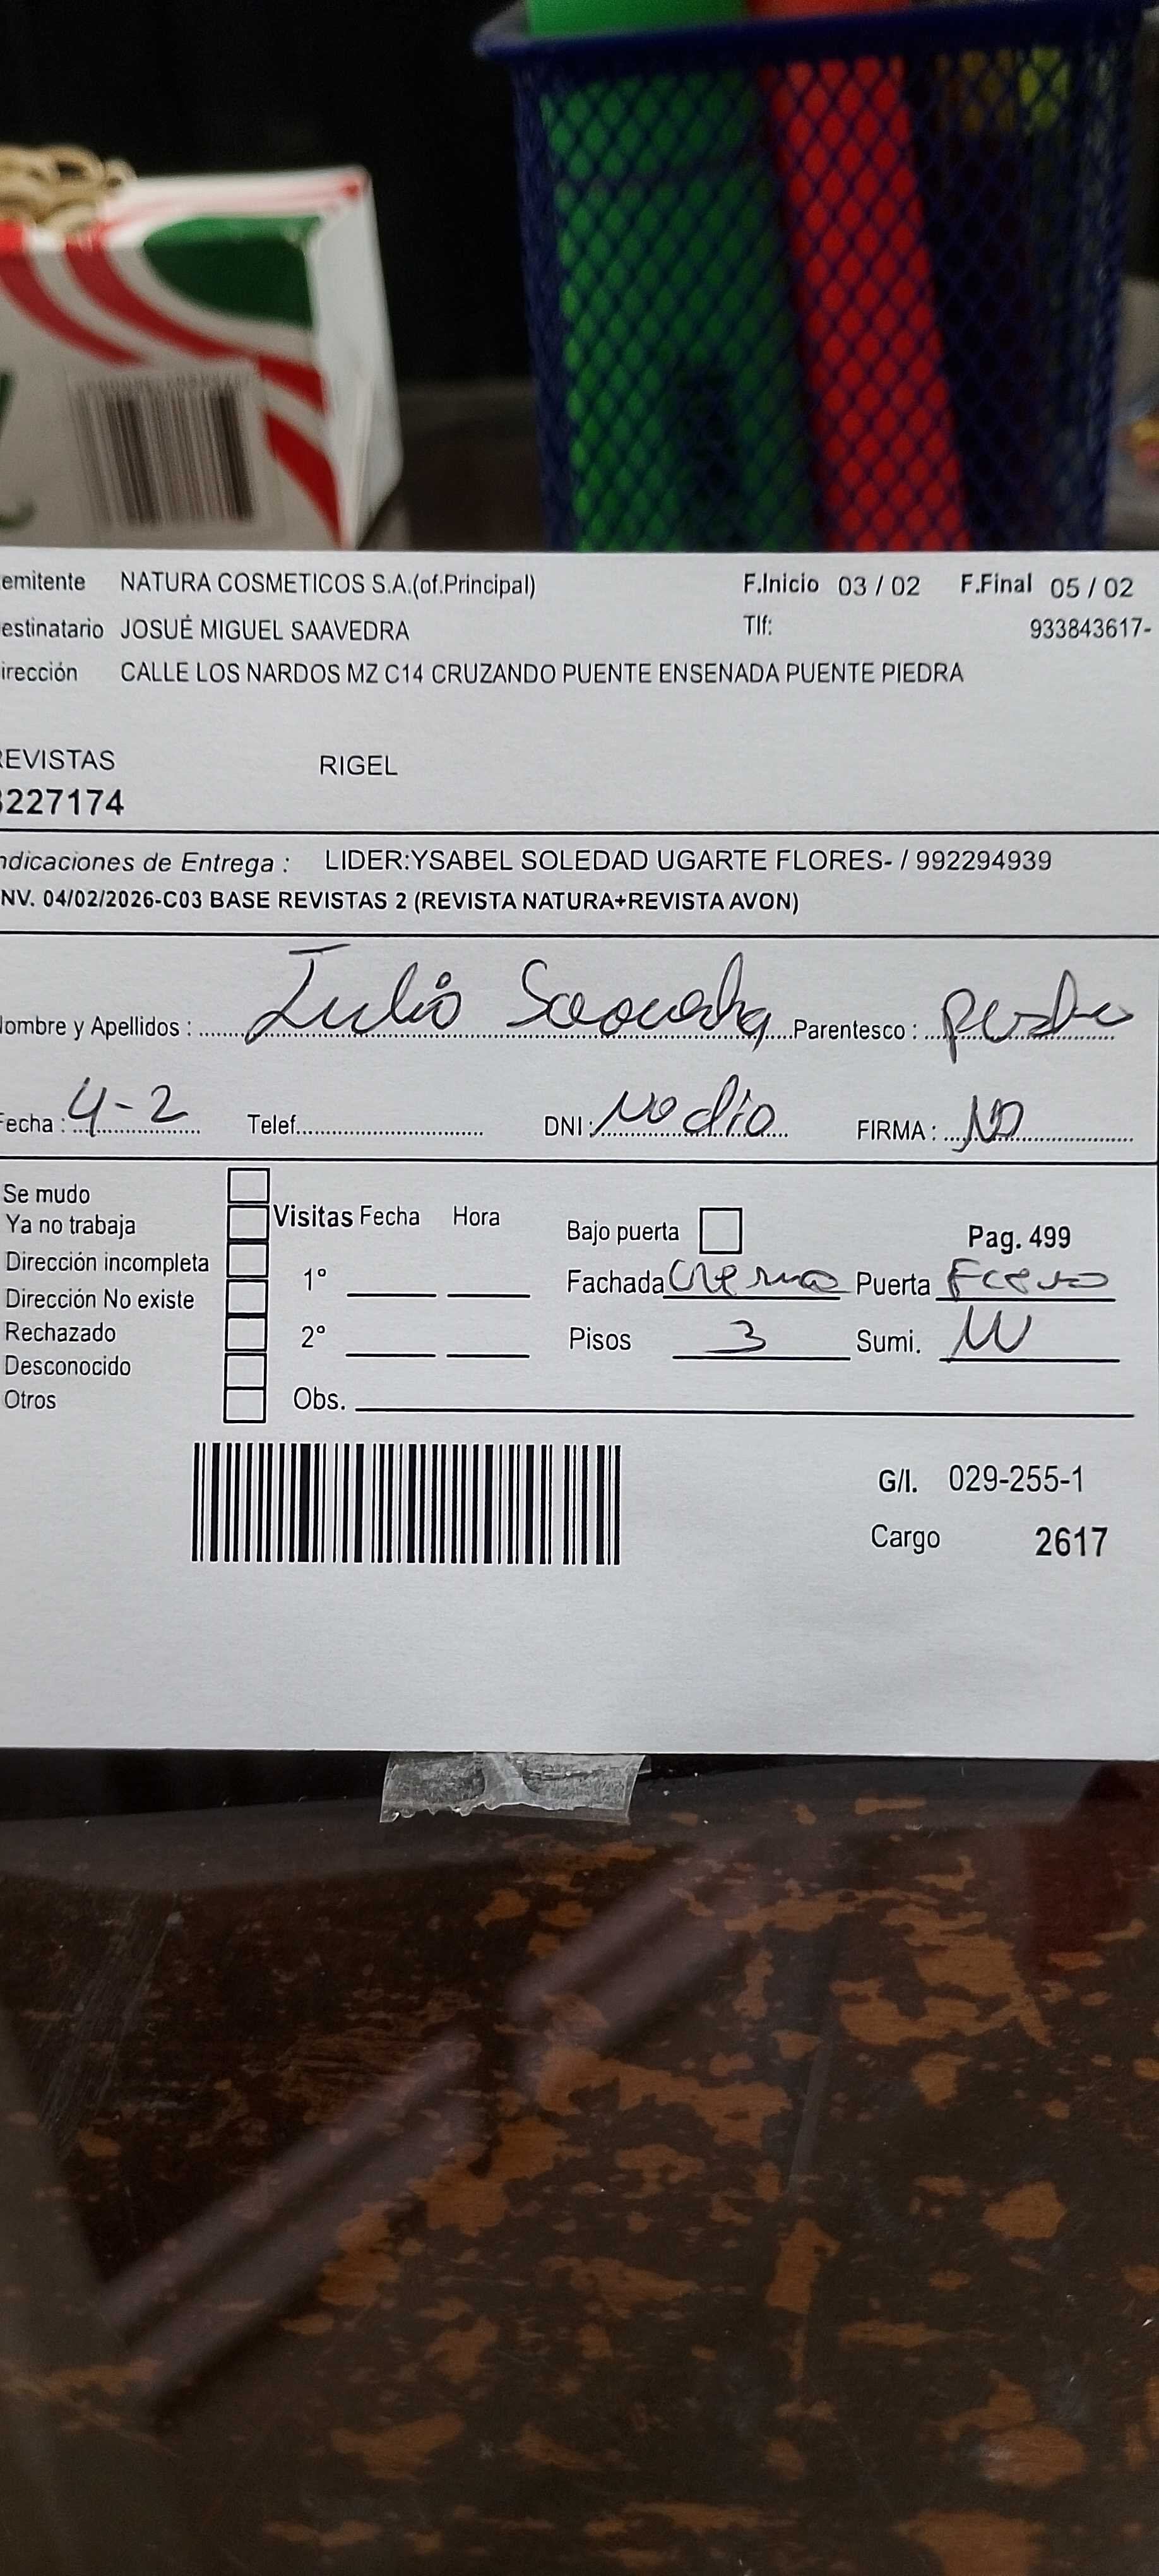 emitente NATURA COSMETICOS S.A.(of.Principal) F.Inicio 03 / 02 F.Final 05 / 02
estinatario JOSUÉ MIGUEL SAAVEDRA Tlf: 933843617-
irección CALLE LOS NARDOS MZ C14 CRUZANDO PUENTE ENSENADA PUENTE PIEDRA
REVISTAS RIGEL
3227174
ndicaciones de Entrega : LIDER:YSABEL SOLEDAD UGARTE FLORES- / 992294939
NV. 04/02/2026-C03 BASE REVISTAS 2 (REVISTA NATURA+REVISTA AVON)
Nombre y Apellidos : Julio Saavedra Parentesco :
Fecha : 4-2 Telef. DNI : No dio FIRMA : ND
Se mudo
Ya no trabaja Visitas Fecha Hora Bajo puerta Pag. 499
Dirección incompleta 1° Fachada Crema Puerta Fierro
Dirección No existe
Rechazado 2° Pisos 3 Sumi.
Desconocido
Otros Obs.
G/I. 029-255-1
Cargo 2617